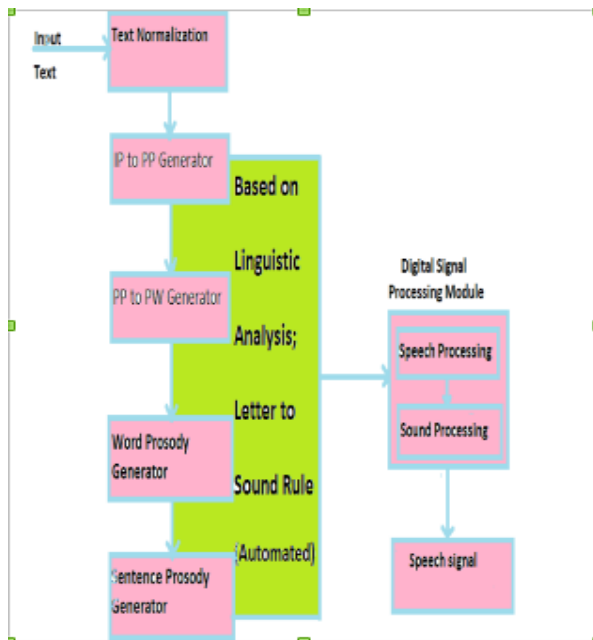 Input
Text
Text Normalization
IP to PP Generator
PP to PW Generator
Word Prosody
Generator
Sentence Prosody
Generator
Based on
Linguistic
Analysis;
Letter to
Sound Rule
(Automated)
Digital Signal
Processing Module
Speech Processing
Sound Processing
Speech signal